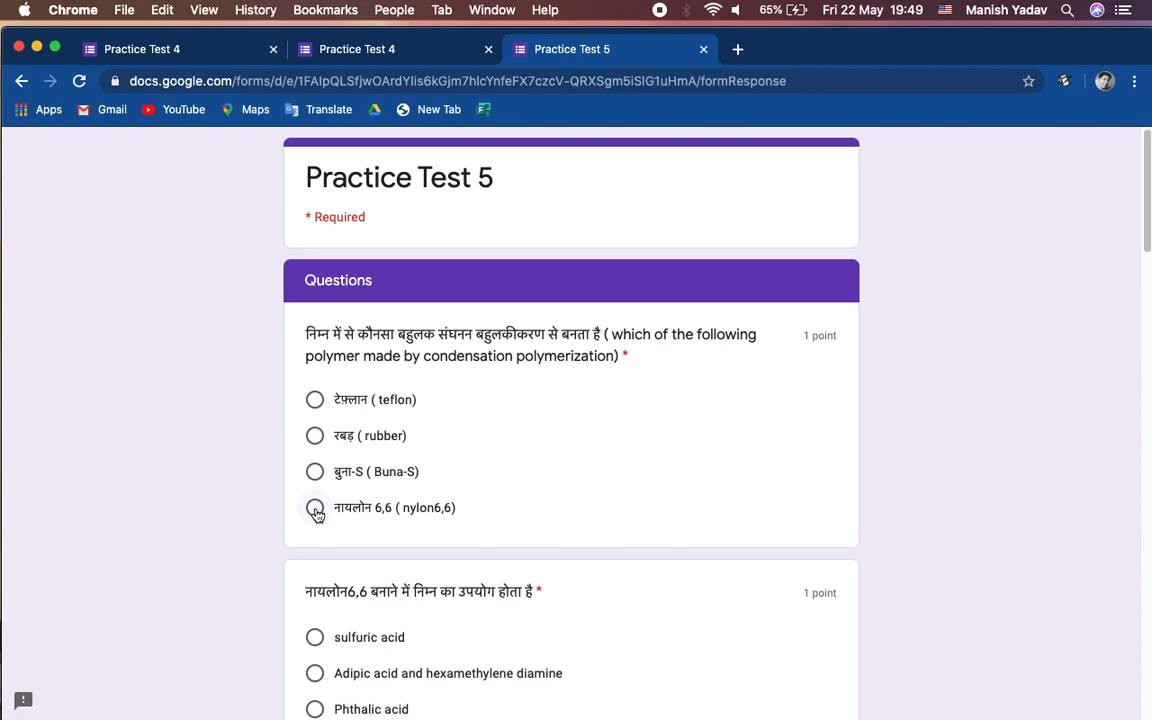 Chrome File Edit View History Bookmarks People Tab Window Help 65% Fri 22 May 19:49 Manish Yadav
Practice Test 4 Practice Test 4 Practice Test 5
docs.google.com/forms/d/e/1FAIpQLSfjwOArdYIis6kGjm7hIcYnfeFX7czcV-QRXSgm5iSIG1uHmA/formResponse
Apps Gmail YouTube Maps Translate New Tab
Practice Test 5
* Required
Questions
निम्न में से कौनसा बहुलक संघनन बहुलकीकरण से बनता है ( which of the following 1 point
polymer made by condensation polymerization) *
टेफ़्लान ( teflon)
रबड़ ( rubber)
बुना-S ( Buna-S)
नायलोन 6,6 ( nylon6,6)
नायलोन6,6 बनाने में निम्न का उपयोग होता है * 1 point
sulfuric acid
Adipic acid and hexamethylene diamine
Phthalic acid